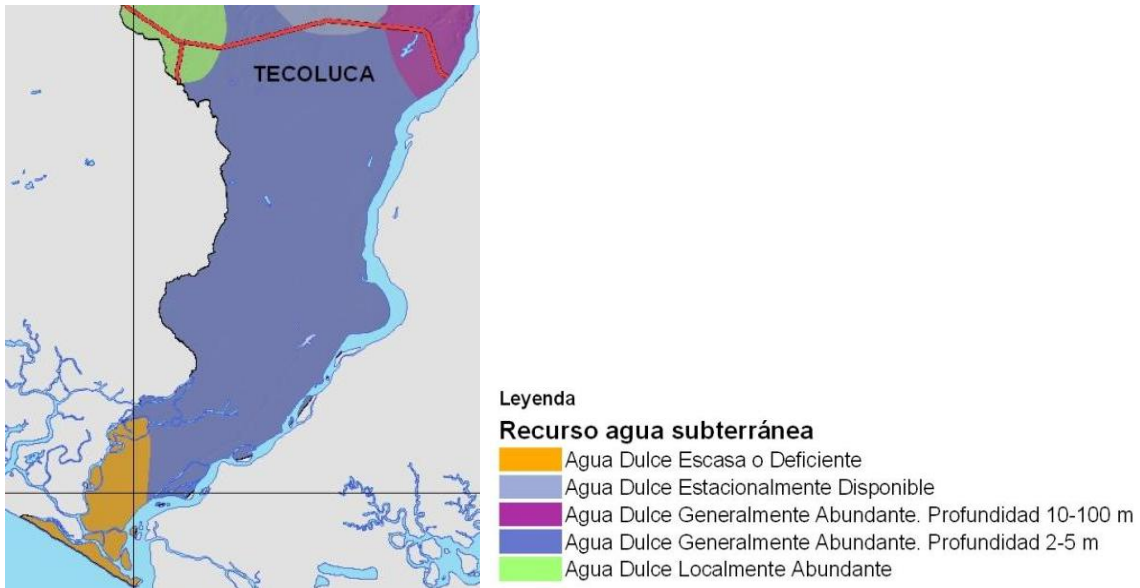 TECOLUCA
Leyenda
Recurso agua subterránea
Agua Dulce Escasa o Deficiente
Agua Dulce Estacionalmente Disponible
Agua Dulce Generalmente Abundante. Profundidad 10-100 m
Agua Dulce Generalmente Abundante. Profundidad 2-5 m
Agua Dulce Localmente Abundante